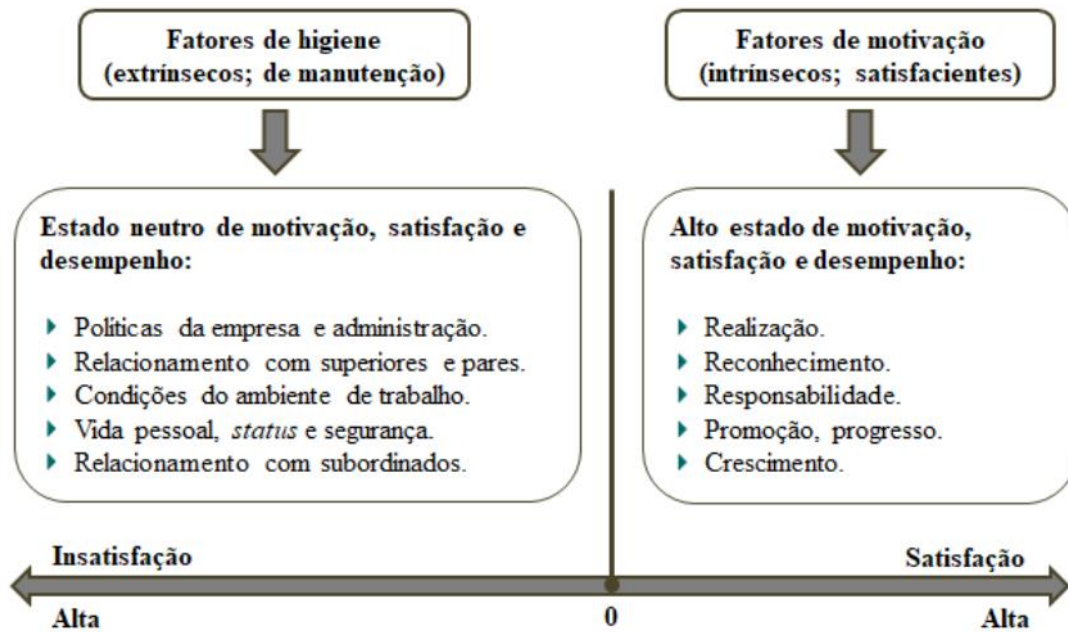 Fatores de higiene
(extrínsecos; de manutenção)
Fatores de motivação
(intrínsecos; satisfacientes)
Estado neutro de motivação, satisfação e
desempenho:
Políticas da empresa e administração.
Relacionamento com superiores e pares.
Condições do ambiente de trabalho.
Vida pessoal, status e segurança.
Relacionamento com subordinados.
Alto estado de motivação,
satisfação e desempenho:
Realização.
Reconhecimento.
Responsabilidade.
Promoção, progresso.
Crescimento.
Insatisfação
Satisfação
Alta
0
Alta